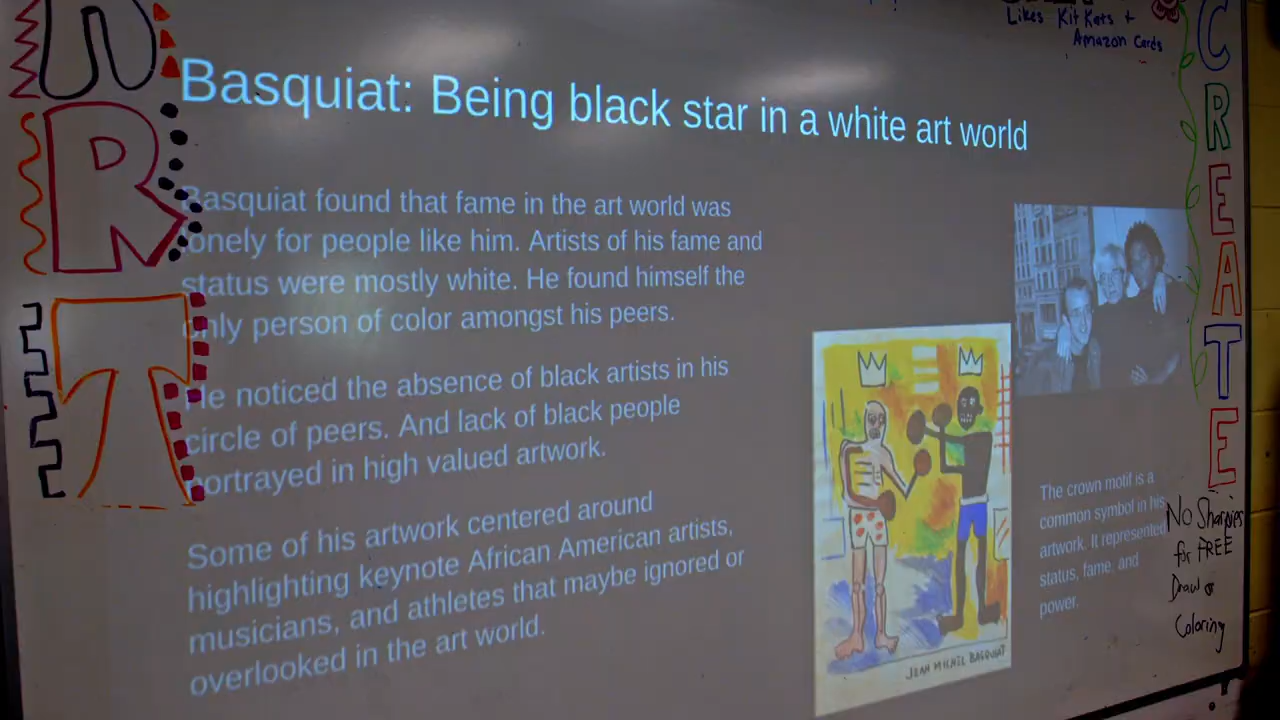 Likes Kit Kats +
Amazon Cards
ART
CREATE
Basquiat: Being black star in a white art world
Basquiat found that fame in the art world was
lonely for people like him. Artists of his fame and
status were mostly white. He found himself the
only person of color amongst his peers.
He noticed the absence of black artists in his
circle of peers. And lack of black people
portrayed in high valued artwork.
Some of his artwork centered around
highlighting keynote African American artists,
musicians, and athletes that maybe ignored or
overlooked in the art world.
JEAN MICHIL BASQUIAT
The crown motif is a
common symbol in his
artwork. It represented
status, fame, and
power.
No Sharpies
for FREE
Draw or
Coloring